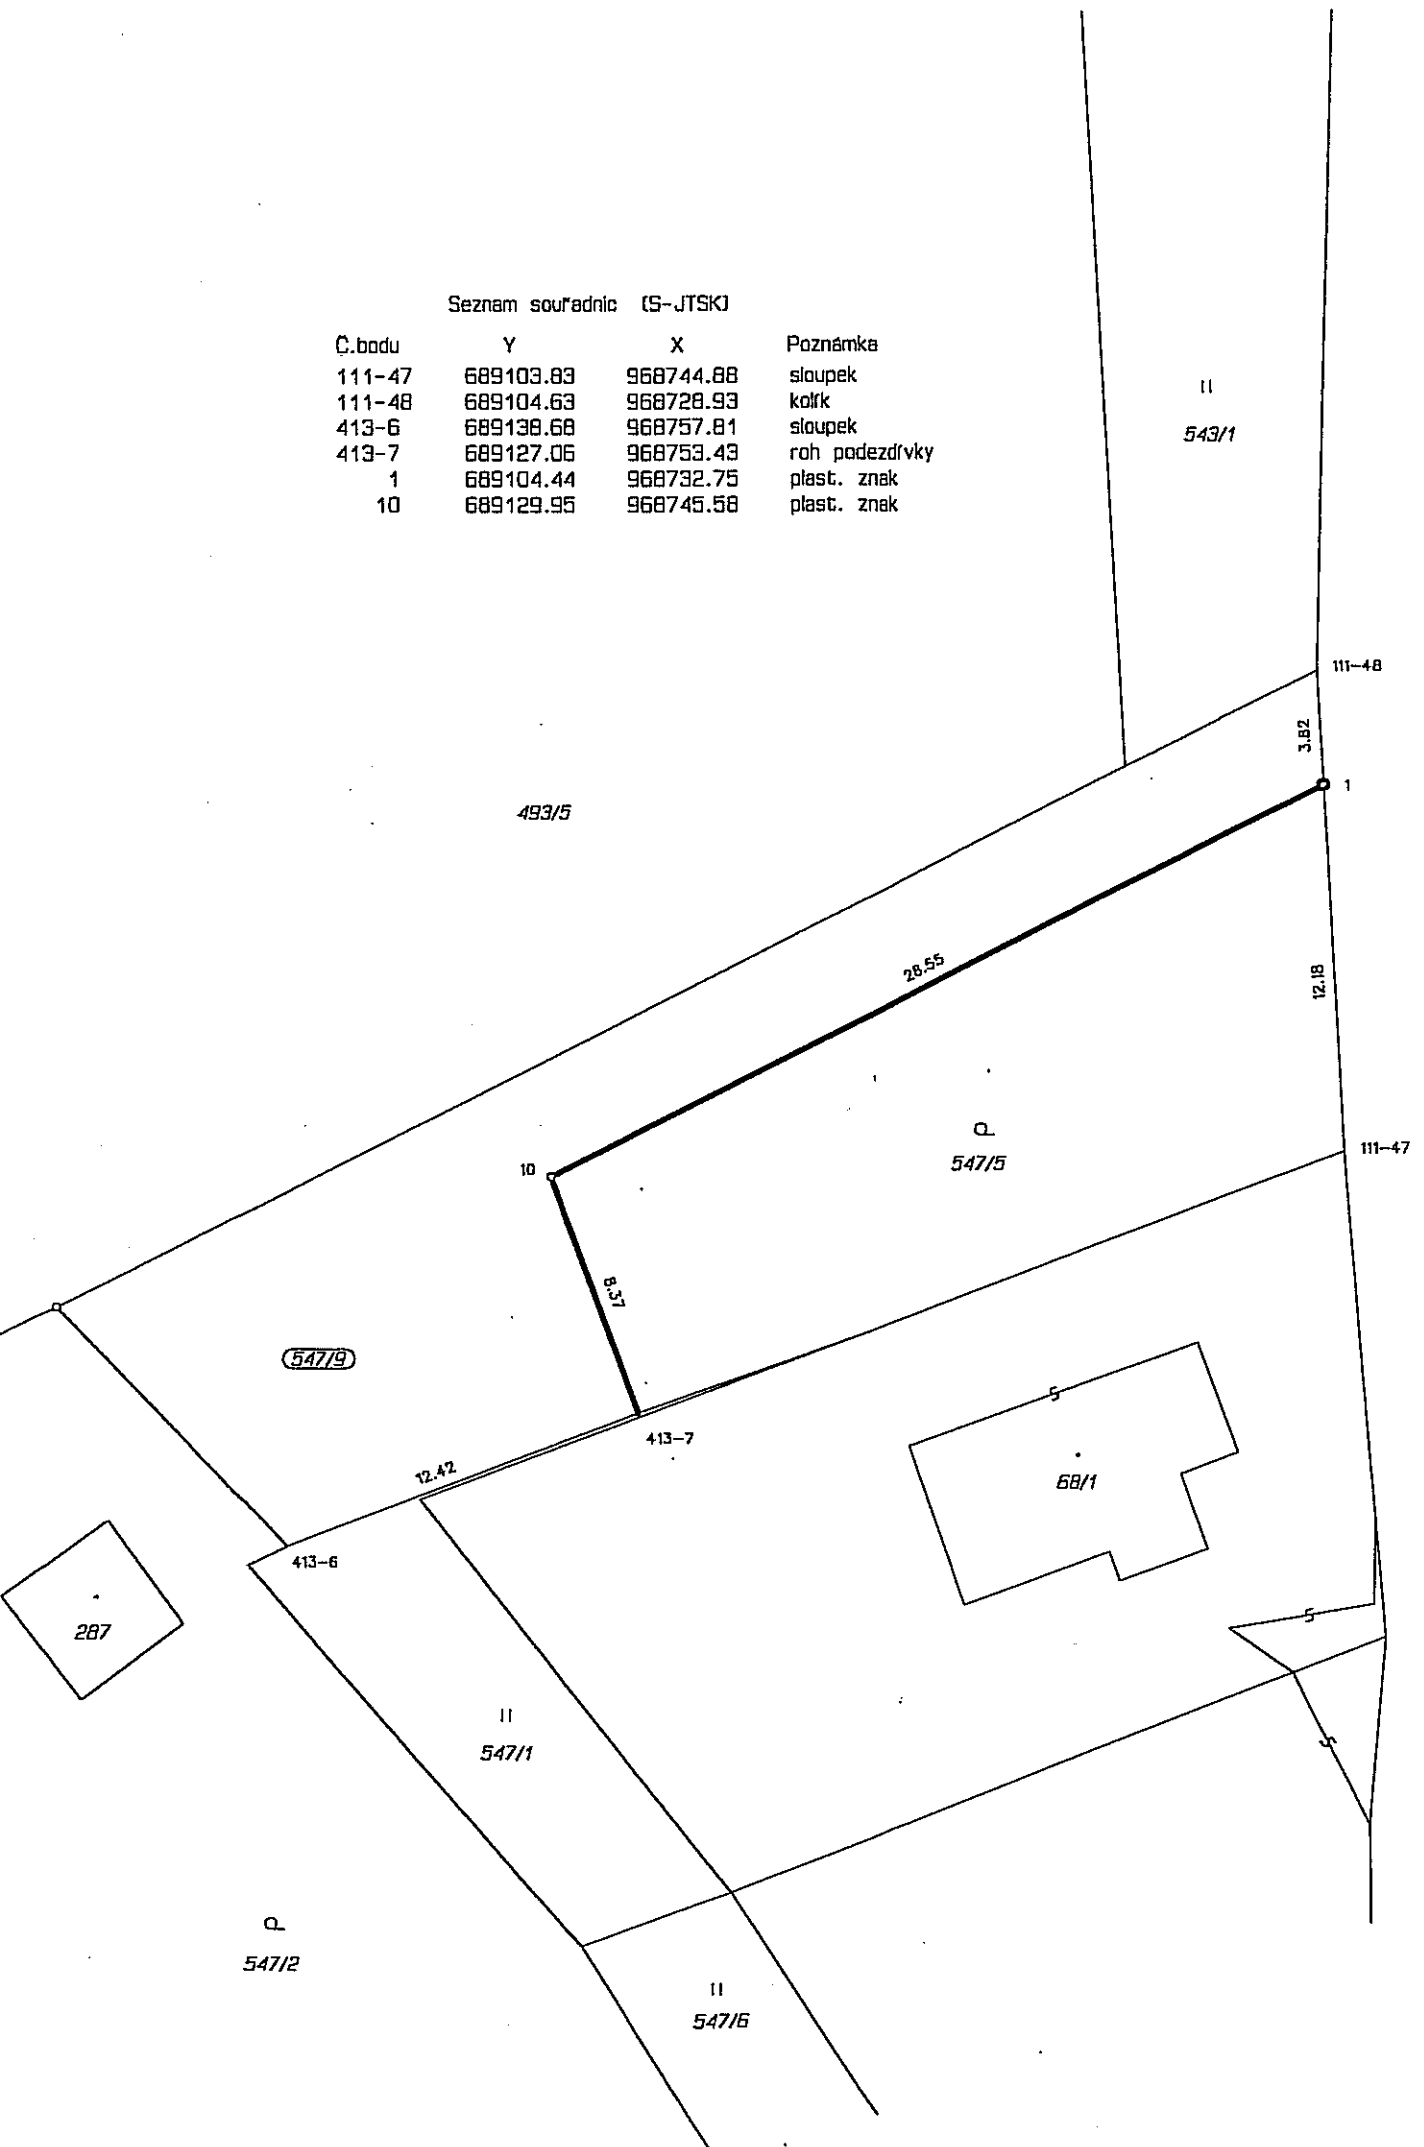 Seznam souřadnic (S-JTSK)
Č.bodu Y X Poznámka
111-47 689103.83 968744.88 sloupek
111-48 689104.63 968728.93 kolík
413-6 689138.68 968757.81 sloupek
413-7 689127.06 968753.43 roh podezdívky
1 689104.44 968732.75 plast. znak
10 689129.95 968745.58 plast. znak
543/1
111-48
3.82
1
493/5
28.55
12.18
547/5
111-47
10
8.37
547/9
413-7
12.42
68/1
413-6
287
547/1
547/2
547/6